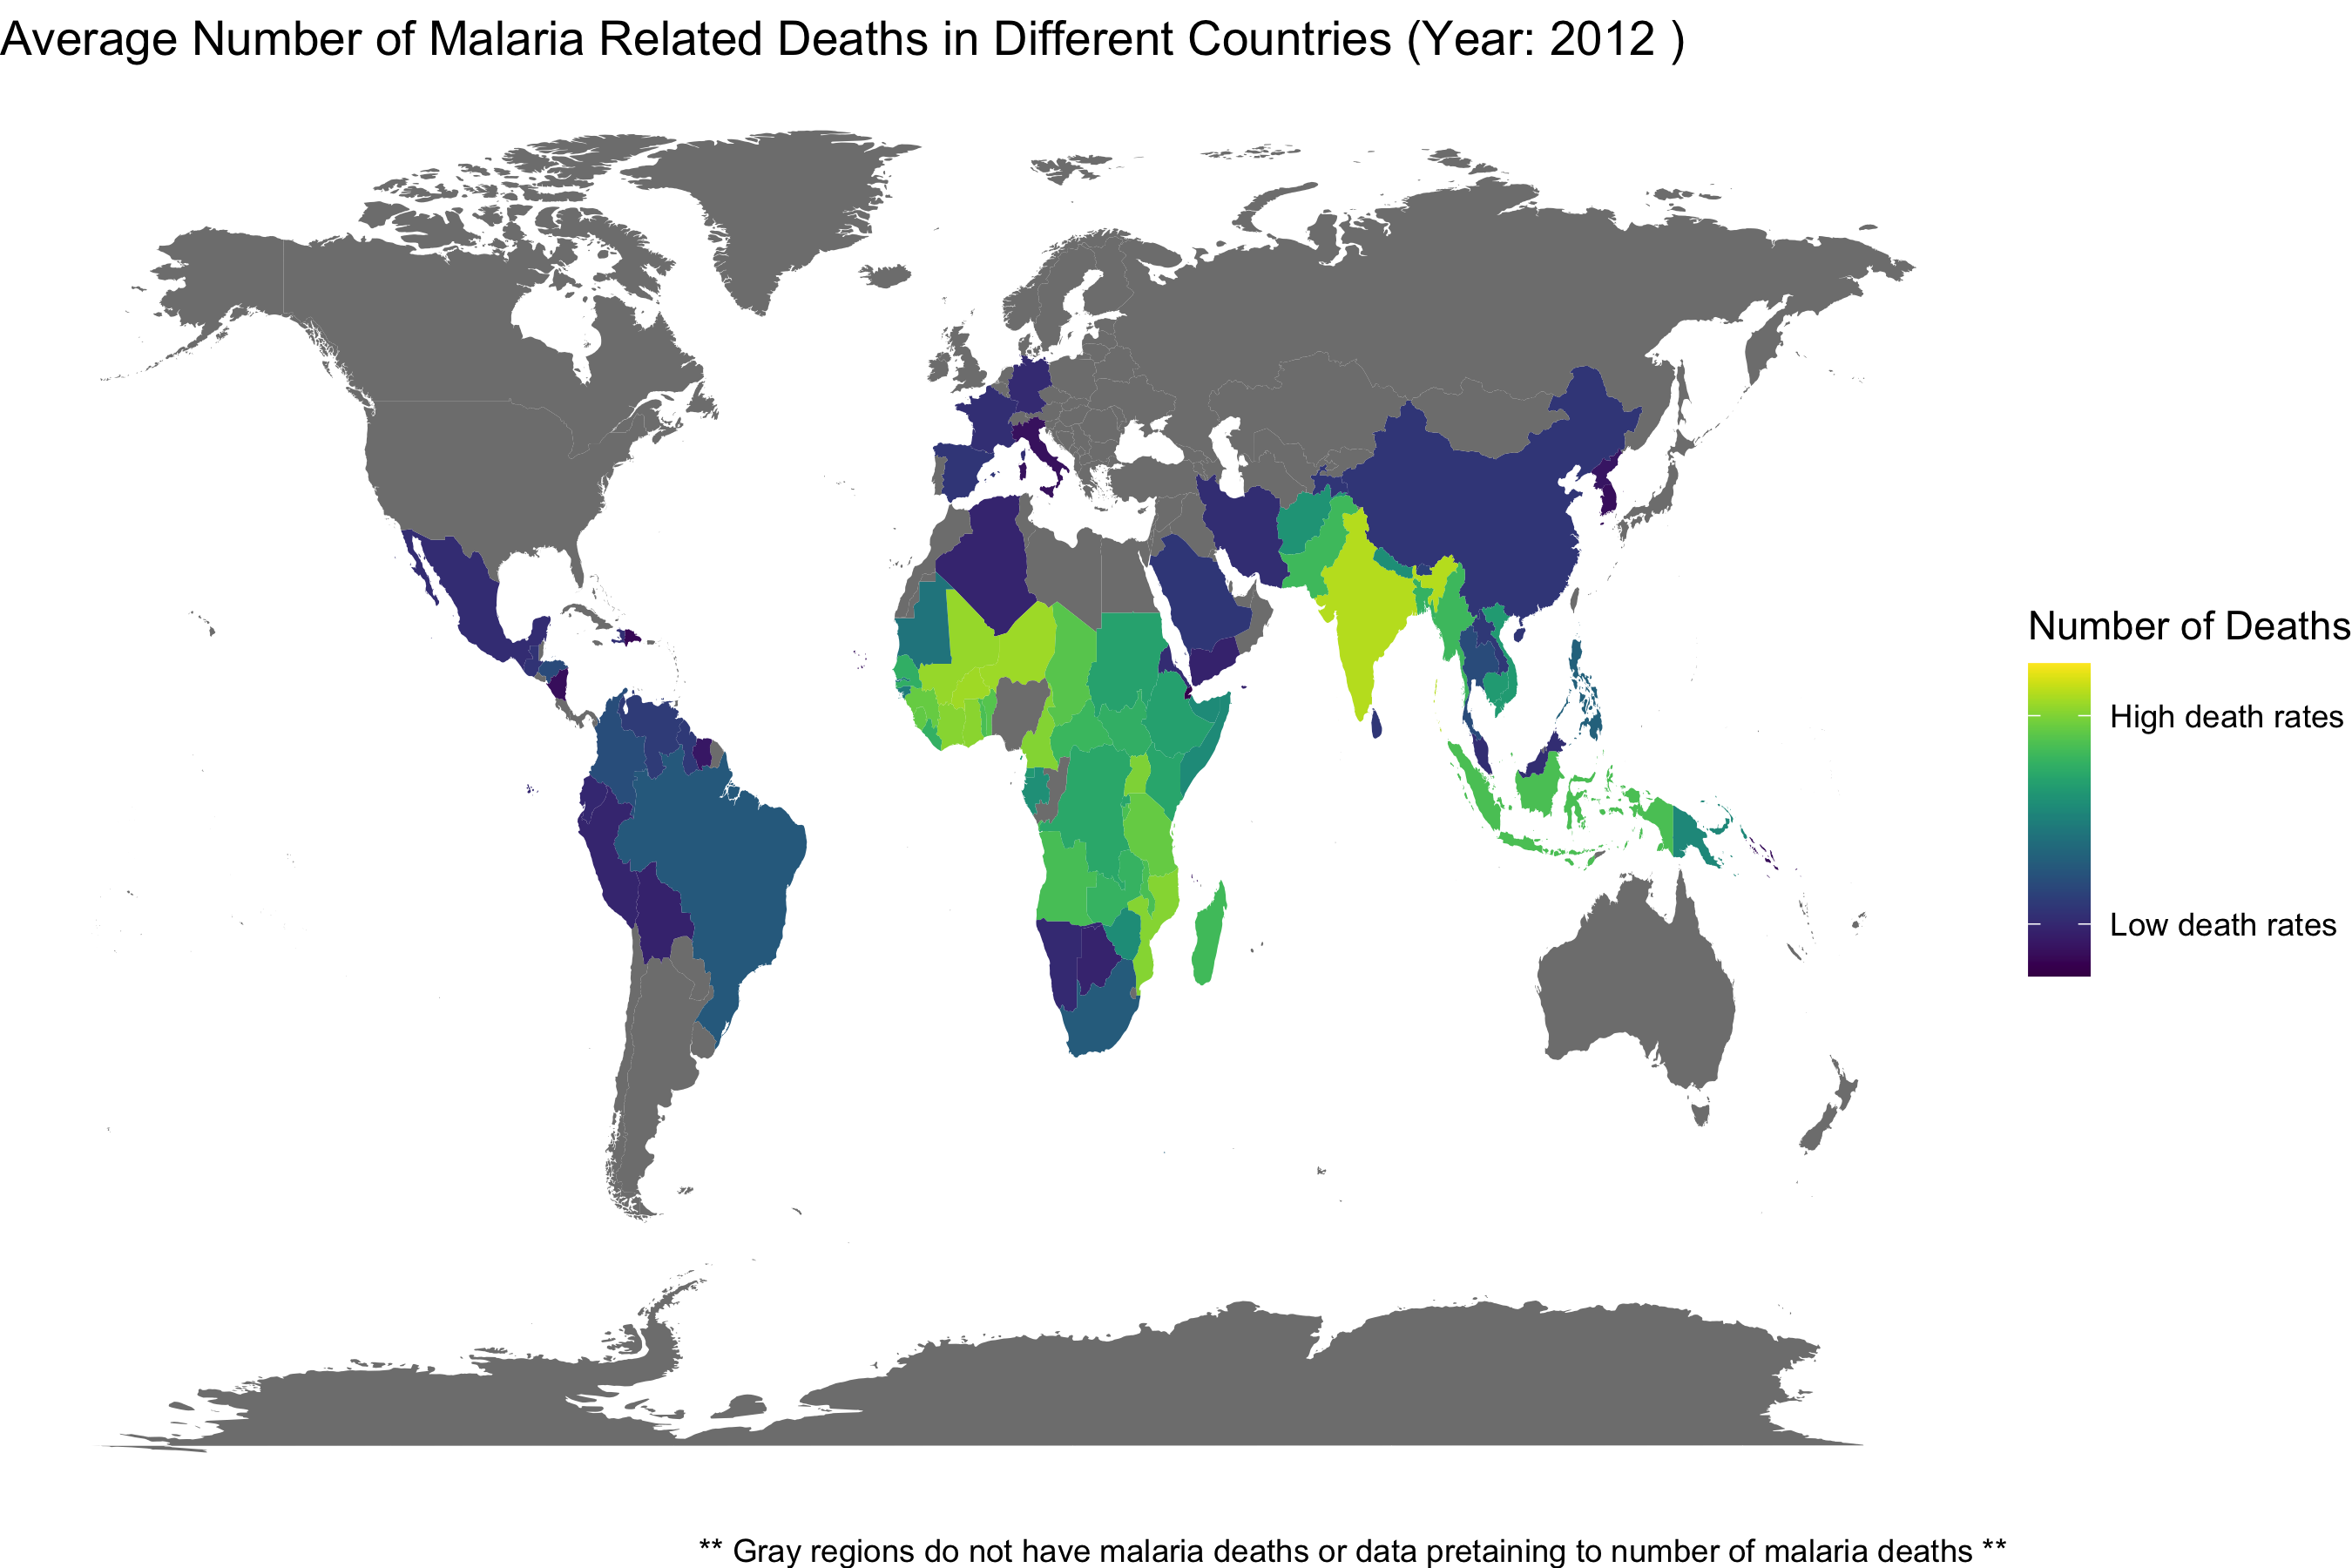 Average Number of Malaria Related Deaths in Different Countries (Year: 2012 )
Number of Deaths
High death rates
Low death rates
** Gray regions do not have malaria deaths or data pretaining to number of malaria deaths **